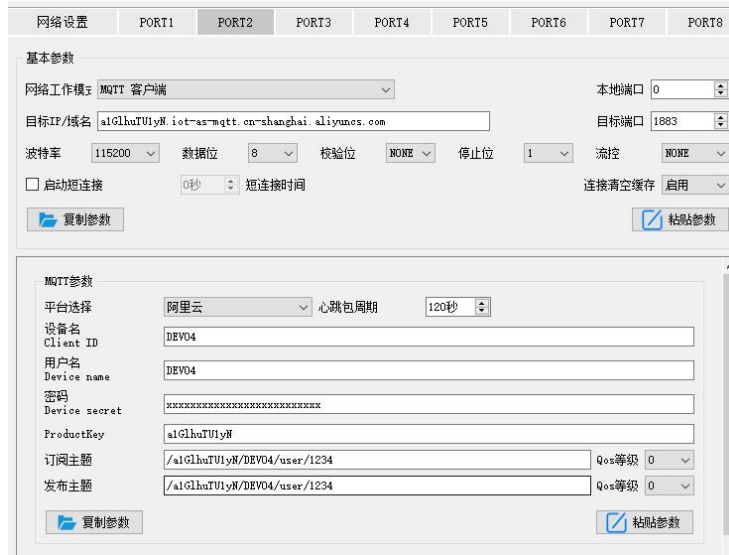 网络设置 PORT1 PORT2 PORT3 PORT4 PORT5 PORT6 PORT7 PORT8
基本参数
网络工作模式 MQTT 客户端 本地端口 0
目标IP/域名 a1GlhuTU1yN.iot-as-mqtt.cn-shanghai.aliyuncs.com 目标端口 1883
波特率 115200 数据位 8 校验位 NONE 停止位 1 流控 NONE
启动短连接 0秒 短连接时间 连接清空缓存 启用
复制参数 粘贴参数
MQTT参数
平台选择 阿里云 心跳包周期 120秒
设备名
Client ID DEV04
用户名
Device name DEV04
密码
Device secret xxxxxxxxxxxxxxxxxxxxxxxxxx
ProductKey a1GlhuTU1yN
订阅主题 /a1GlhuTU1yN/DEV04/user/1234 Qos等级 0
发布主题 /a1GlhuTU1yN/DEV04/user/1234 Qos等级 0
复制参数 粘贴参数